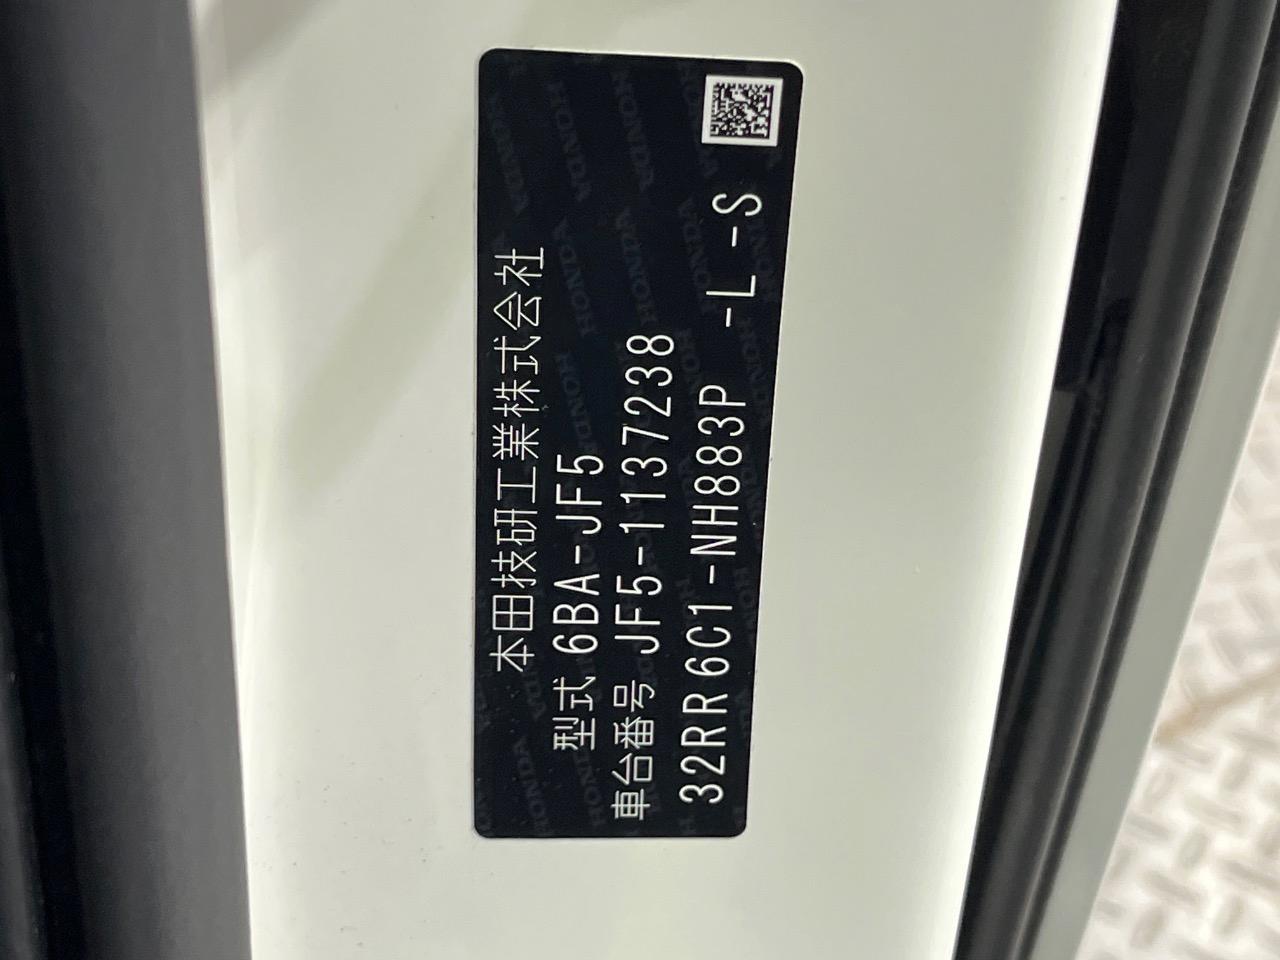 本田技研工業株式会社
型式 6BA-JF5
車台番号 JF5-1137238
32RR6C1-NH883P -L-S